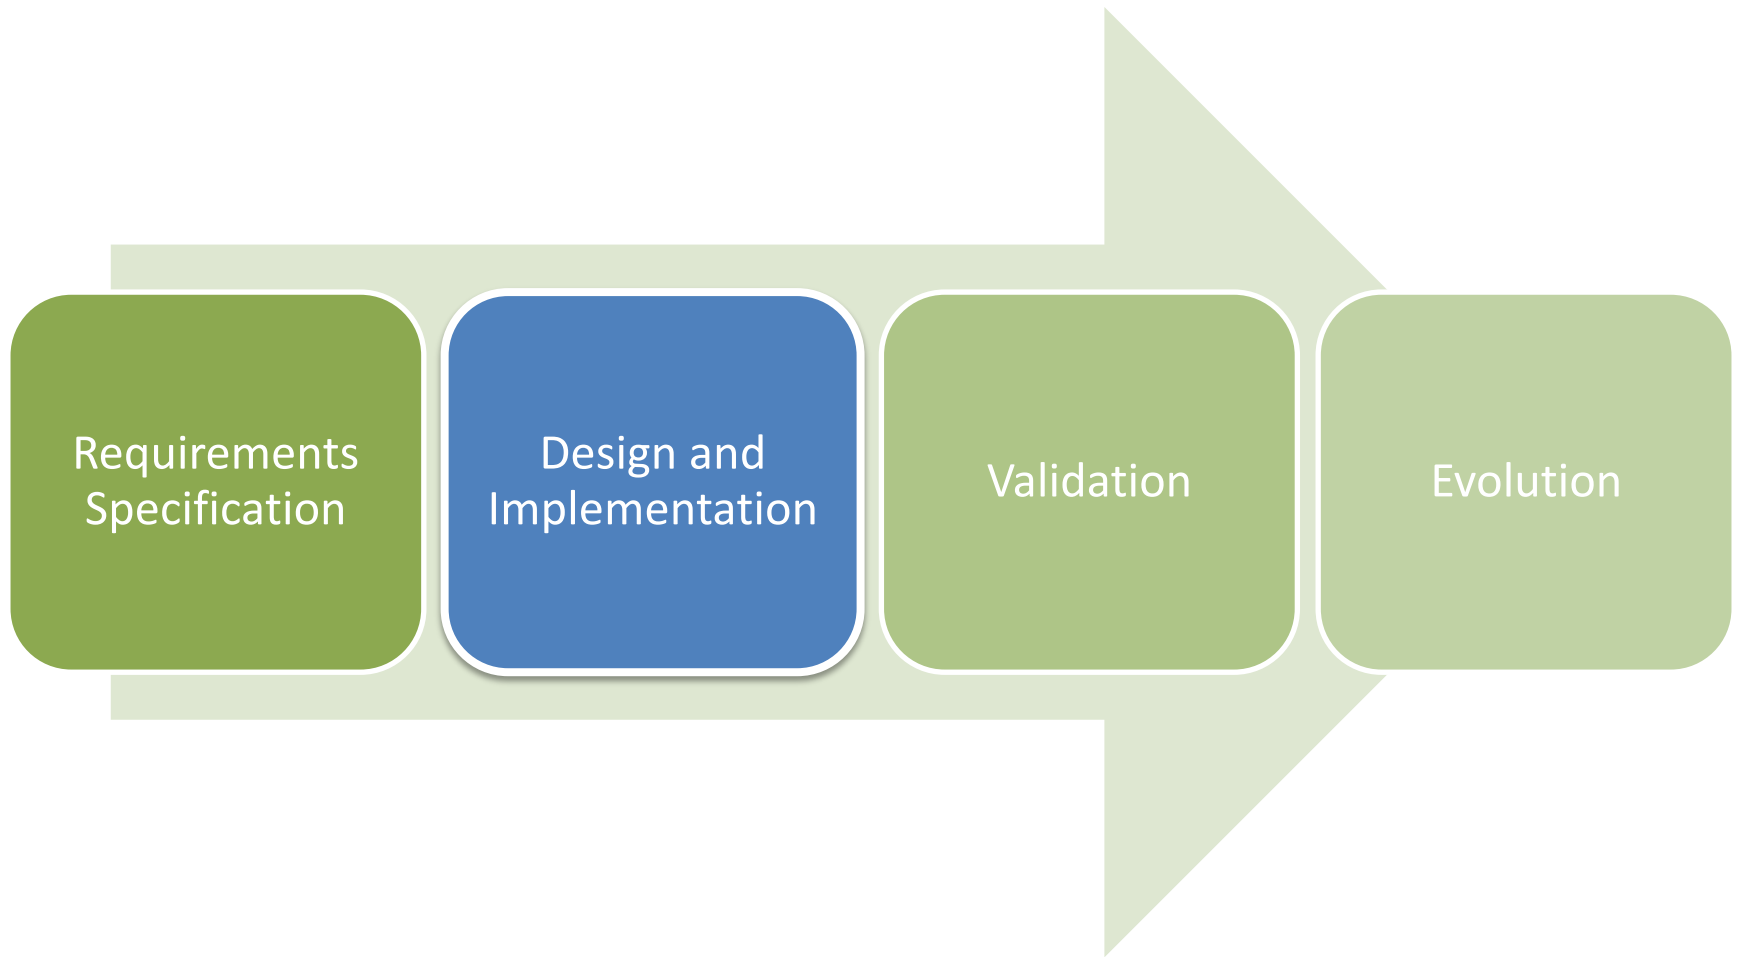 Requirements
Specification
Design and
Implementation
Validation
Evolution